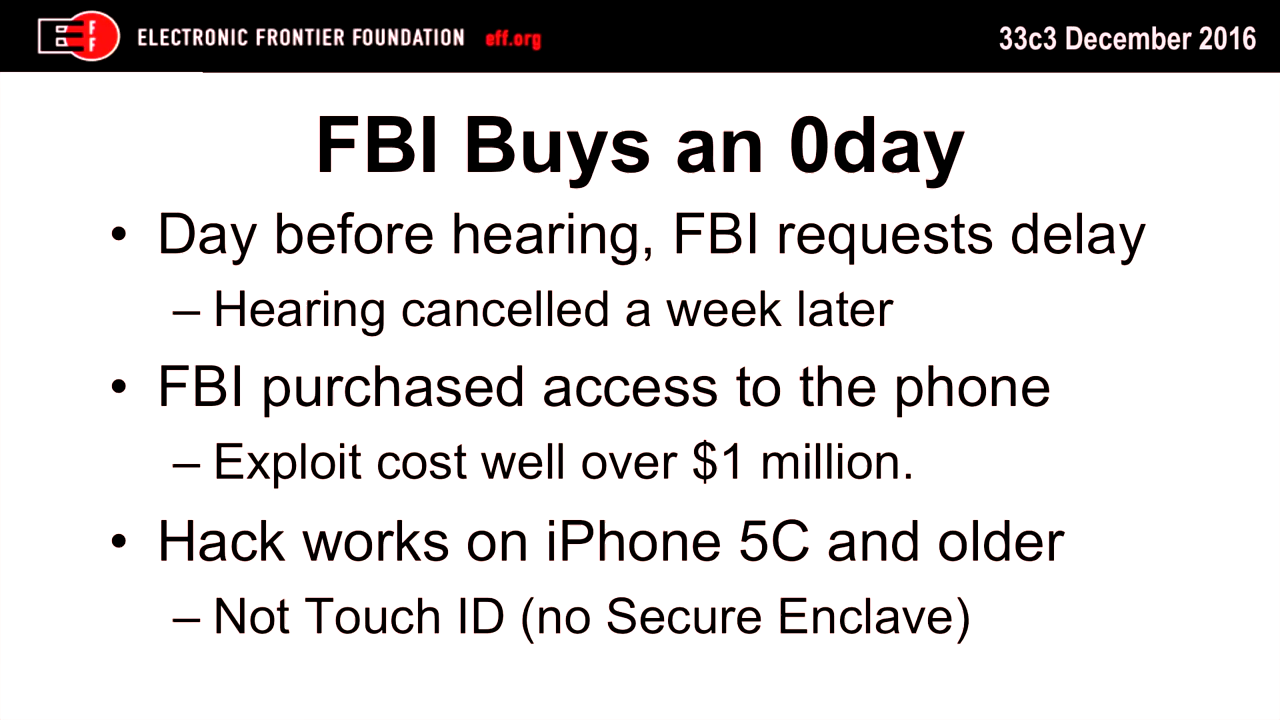 EFF
ELECTRONIC FRONTIER FOUNDATION eff.org
33c3 December 2016
FBI Buys an 0day
• Day before hearing, FBI requests delay
– Hearing cancelled a week later
• FBI purchased access to the phone
– Exploit cost well over $1 million.
• Hack works on iPhone 5C and older
– Not Touch ID (no Secure Enclave)